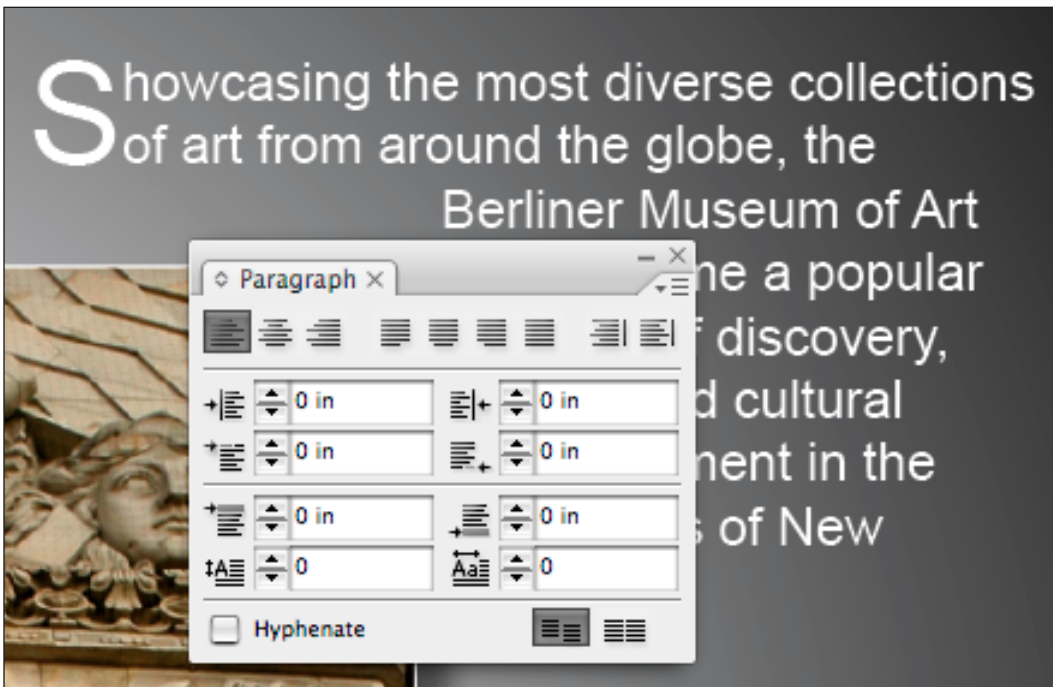 Showcasing the most diverse collections
of art from around the globe, the
Berliner Museum of Art
a popular
discovery,
cultural
in the
of New
Paragraph
0 in
0 in
0 in
0 in
0 in
0 in
0
0
Hyphenate